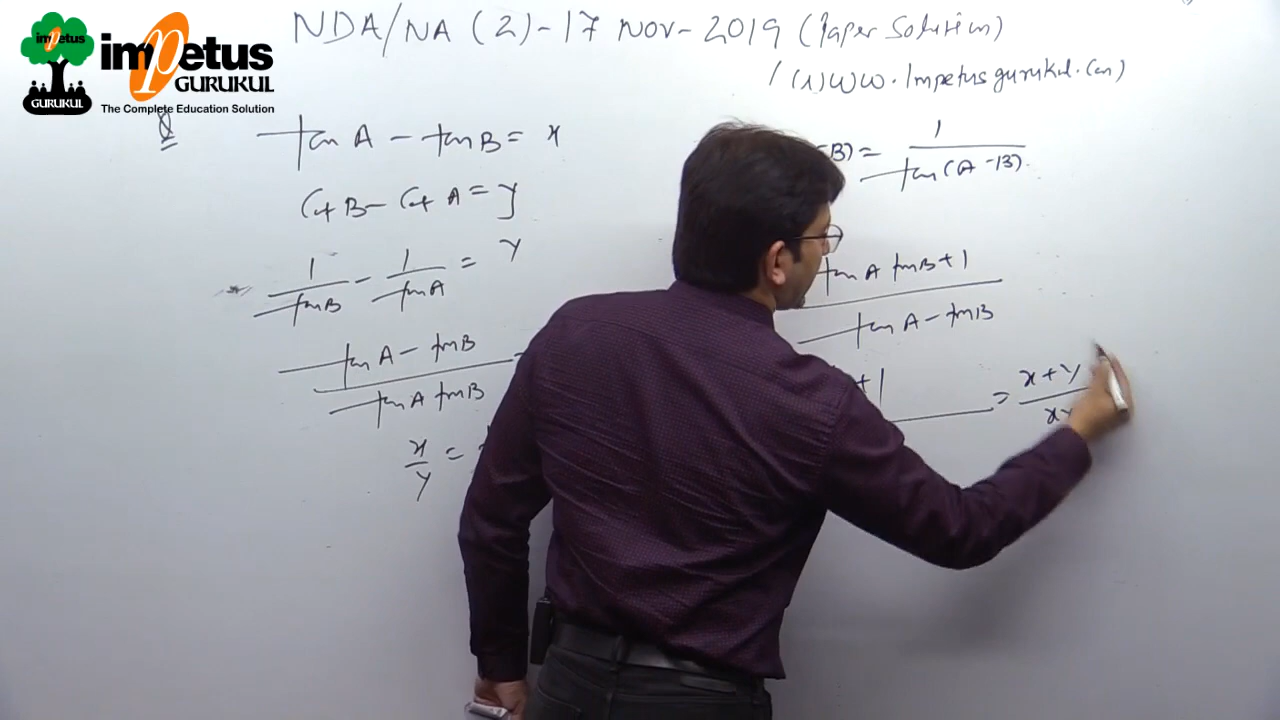 impetus
GURUKUL
impetus
GURUKUL
The Complete Education Solution
NDA/NA (2)-17 Nov-2019 (Paper Solution)
/ www.Impetusgurukul.com)
Q
tan A - tan B = x
Cot B - Cot A = y
1/tan B - 1/tan A = y
tan A - tan B / tan A tan B =
x/y =
B) = 1/tan(A-B).
tan A tan B + 1
tan A - tan B
+1 = x+y/xy